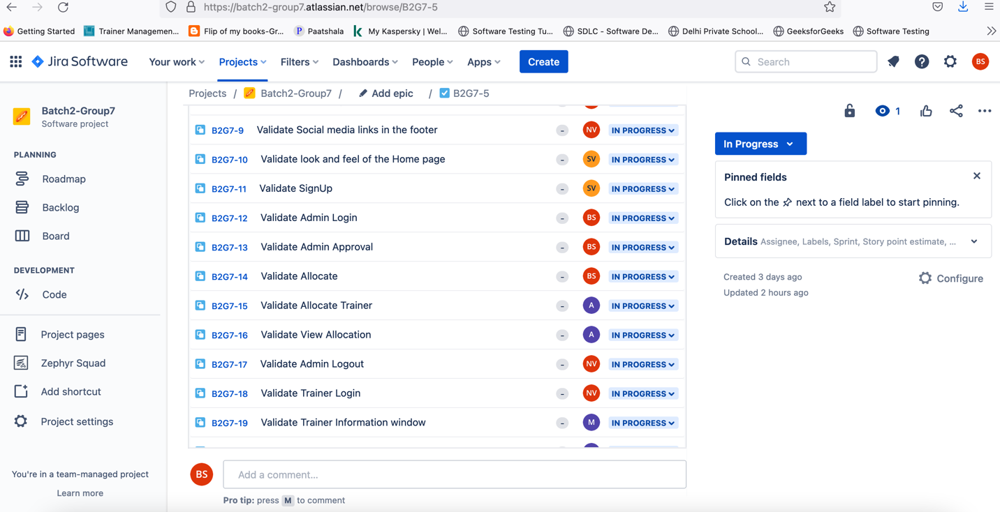 https://batch2-group7.atlassian.net/browse/B2G7-5
Getting Started Trainer Managemen... Flip of my books-Gr... Paatshala My Kaspersky | Wel... Software Testing Tu... SDLC - Software De... Delhi Private School... GeeksforGeeks Software Testing
Jira Software Your work Projects Filters Dashboards People Apps Create Search BS
Projects / Batch2-Group7 / Add epic / B2G7-5
Batch2-Group7
Software project
PLANNING
Roadmap
Backlog
Board
DEVELOPMENT
Code
Project pages
Zephyr Squad
Add shortcut
Project settings
You're in a team-managed project
Learn more
B2G7-9 Validate Social media links in the footer - NV IN PROGRESS
B2G7-10 Validate look and feel of the Home page - SV IN PROGRESS
B2G7-11 Validate SignUp - SV IN PROGRESS
B2G7-12 Validate Admin Login - BS IN PROGRESS
B2G7-13 Validate Admin Approval - BS IN PROGRESS
B2G7-14 Validate Allocate - BS IN PROGRESS
B2G7-15 Validate Allocate Trainer - A IN PROGRESS
B2G7-16 Validate View Allocation - A IN PROGRESS
B2G7-17 Validate Admin Logout - NV IN PROGRESS
B2G7-18 Validate Trainer Login - NV IN PROGRESS
B2G7-19 Validate Trainer Information window - M IN PROGRESS
BS Add a comment...
Pro tip: press M to comment
1
In Progress
Pinned fields
Click on the next to a field label to start pinning.
Details Assignee, Labels, Sprint, Story point estimate, ...
Created 3 days ago
Configure
Updated 2 hours ago